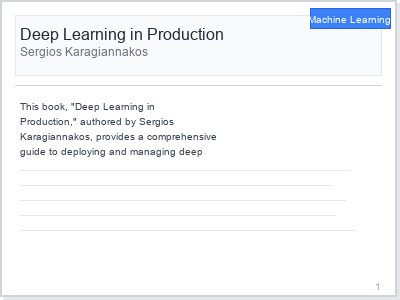 Machine Learning
Deep Learning in Production
Sergios Karagiannakos
This book, "Deep Learning in
Production," authored by Sergios
Karagiannakos, provides a comprehensive
guide to deploying and managing deep
1